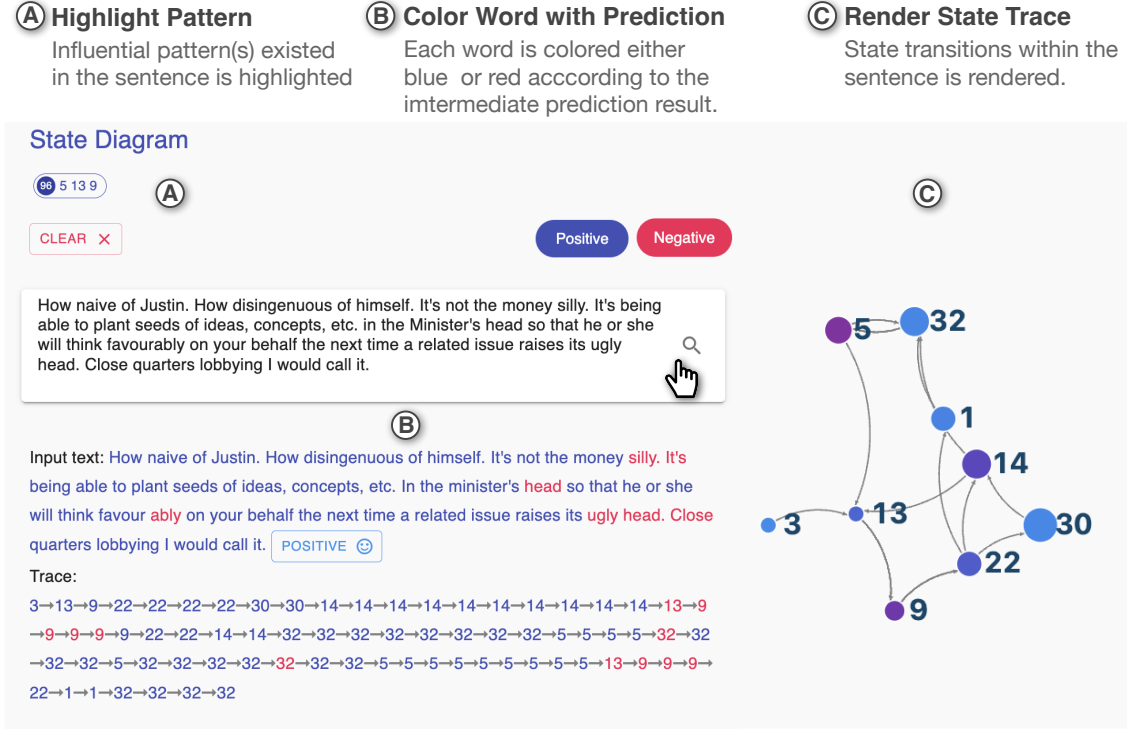 A Highlight Pattern
Influential pattern(s) existed
in the sentence is highlighted
B Color Word with Prediction
Each word is colored either
blue or red acccording to the
imtermediate prediction result.
C Render State Trace
State transitions within the
sentence is rendered.
State Diagram
96 5 13 9
A
C
CLEAR ✕
Positive
Negative
How naive of Justin. How disingenuous of himself. It's not the money silly. It's being
able to plant seeds of ideas, concepts, etc. in the Minister's head so that he or she
will think favourably on your behalf the next time a related issue raises its ugly
head. Close quarters lobbying I would call it.
B
Input text: How naive of Justin. How disingenuous of himself. It's not the money silly. It's
being able to plant seeds of ideas, concepts, etc. In the minister's head so that he or she
will think favour ably on your behalf the next time a related issue raises its ugly head. Close
quarters lobbying I would call it. POSITIVE
Trace:
3→13→9→22→22→22→22→30→30→14→14→14→14→14→14→14→14→14→14→13→9
→9→9→9→9→22→22→14→14→32→32→32→32→32→32→32→5→5→5→5→32→32
→32→32→5→32→32→32→32→32→32→32→5→5→5→5→5→5→5→5→5→13→9→9→9→
22→1→1→32→32→32→32
5
32
1
14
3
13
30
22
9